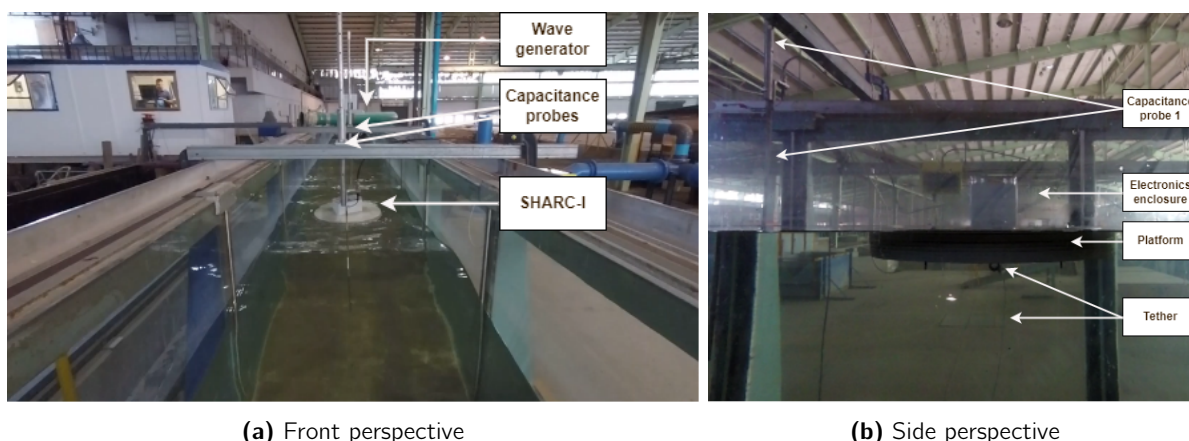 Wave
generator
Capacitance
probes
SHARC-I
Capacitance
probe 1
Electronics
enclosure
Platform
Tether
(a) Front perspective
(b) Side perspective